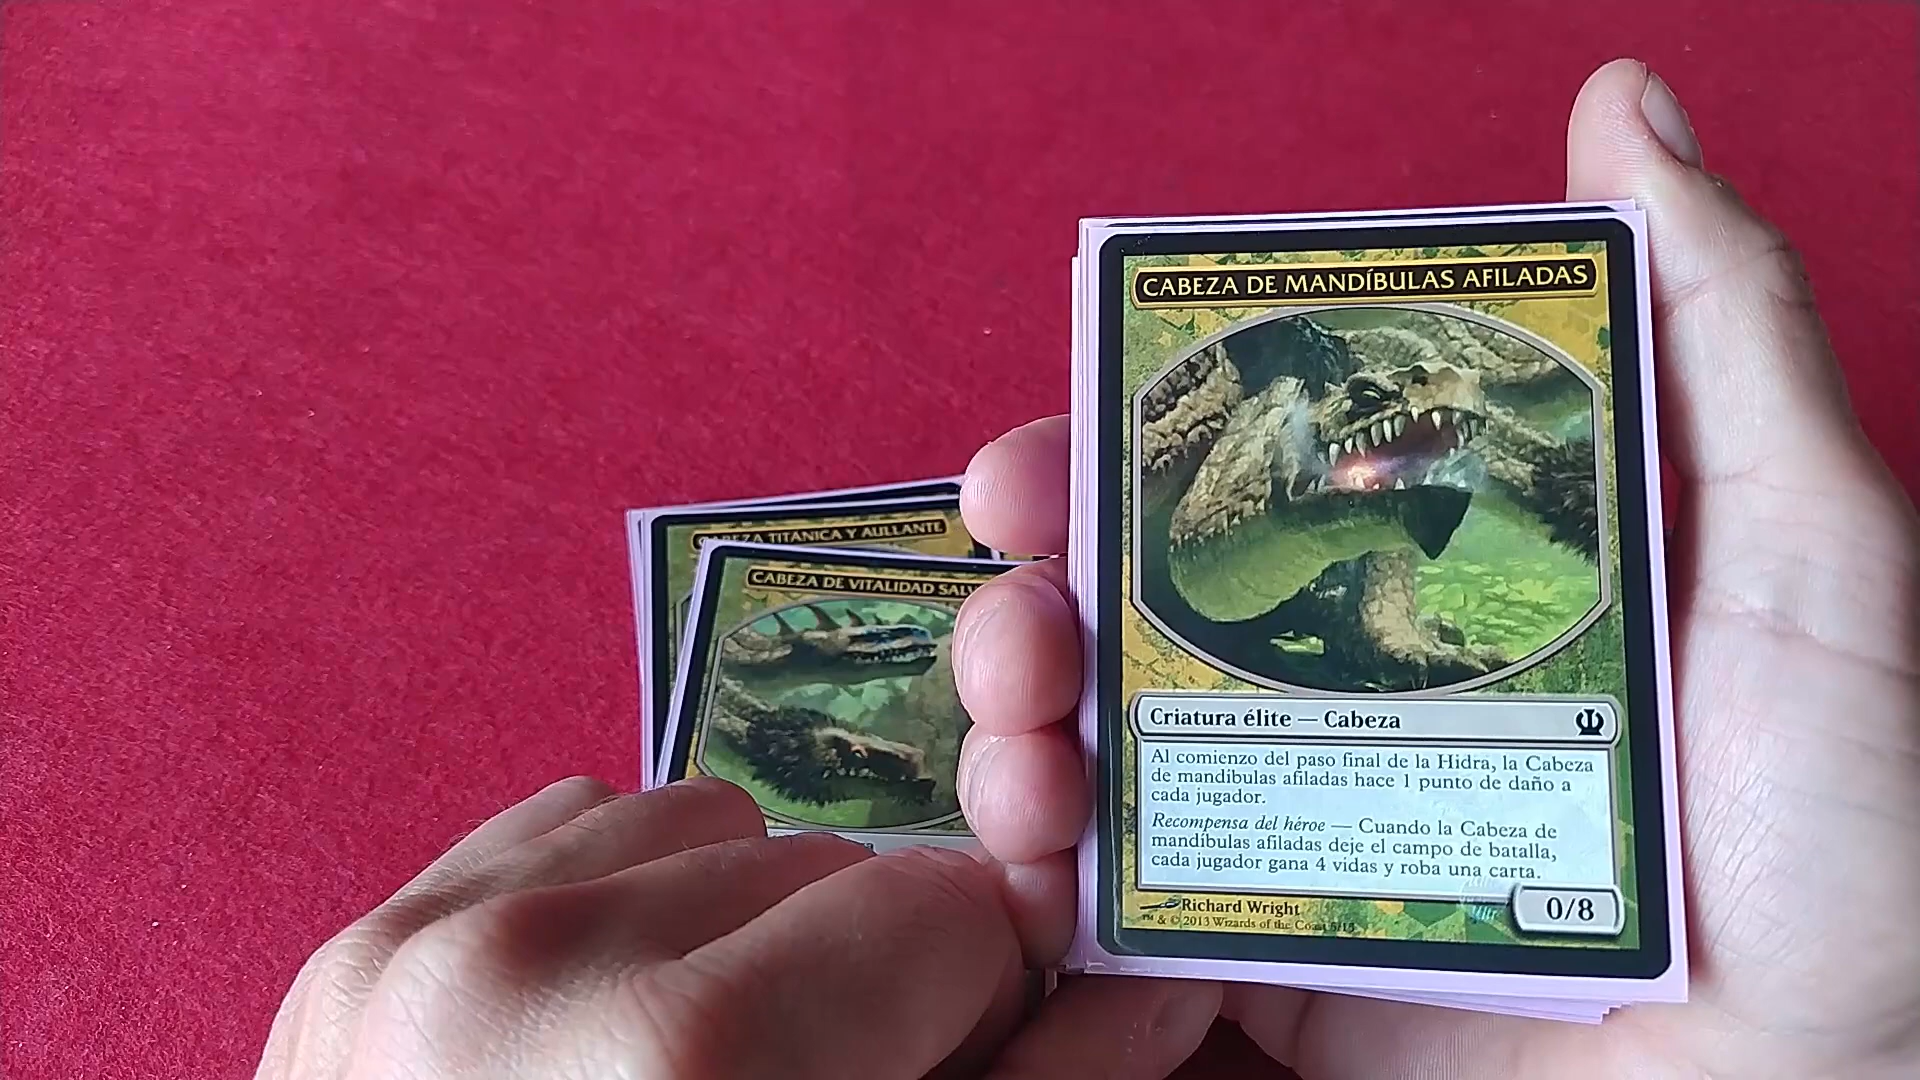 CABEZA DE MANDÍBULAS AFILADAS
Criatura élite — Cabeza
Al comienzo del paso final de la Hidra, la Cabeza
de mandíbulas afiladas hace 1 punto de daño a
cada jugador.
Recompensa del héroe — Cuando la Cabeza de
mandíbulas afiladas deje el campo de batalla,
cada jugador gana 4 vidas y roba una carta.
0/8
Richard Wright
™ & © 2013 Wizards of the Coast 5/15
CABEZA TITÁNICA Y AULLANTE
CABEZA DE VITALIDAD SALV